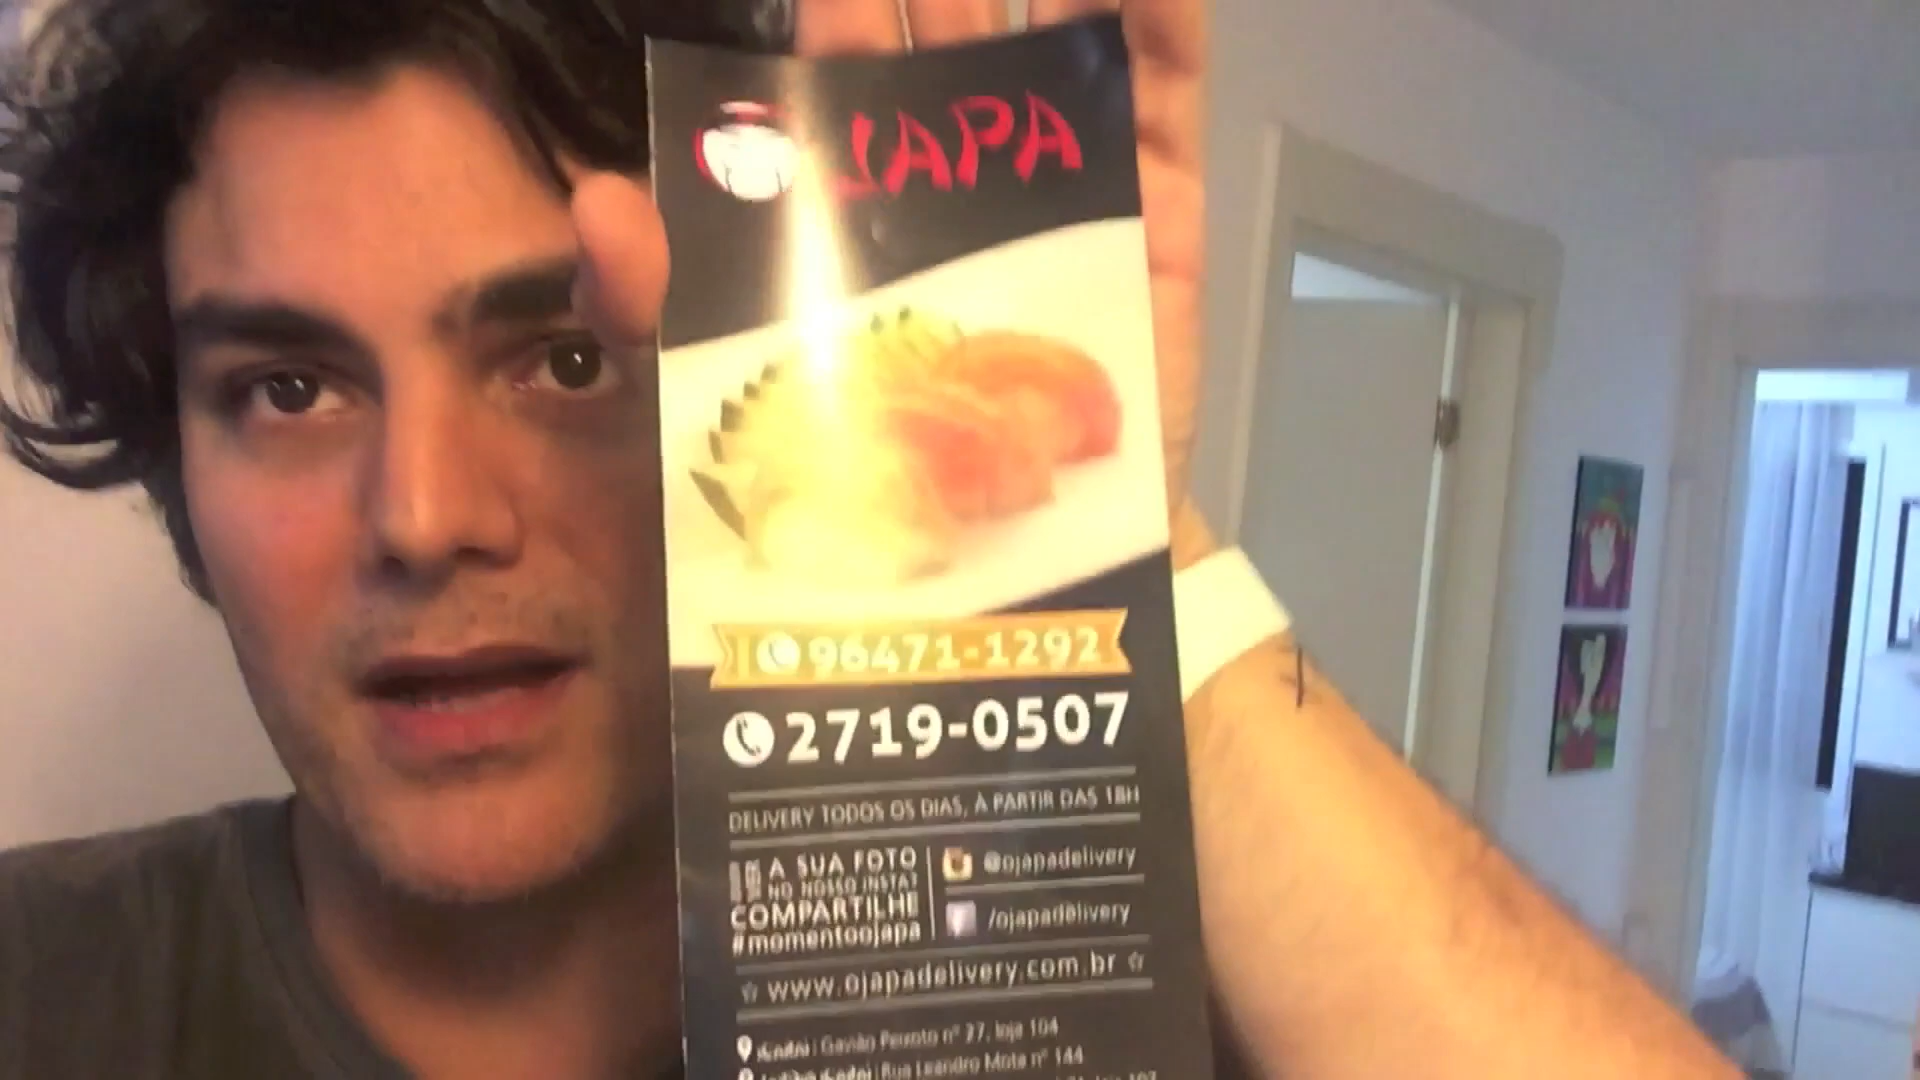 OJAPA
96471-1292
2719-0507
DELIVERY TODOS OS DIAS, À PARTIR DAS 18H
A SUA FOTO
NO NOSSO INSTA?
COMPARTILHE
#momentoojapa
@ojapadelivery
/ojapadelivery
www.ojapadelivery.com.br
Gavião Peixoto nº 27, loja 104
Rua Leandro Mota nº 144